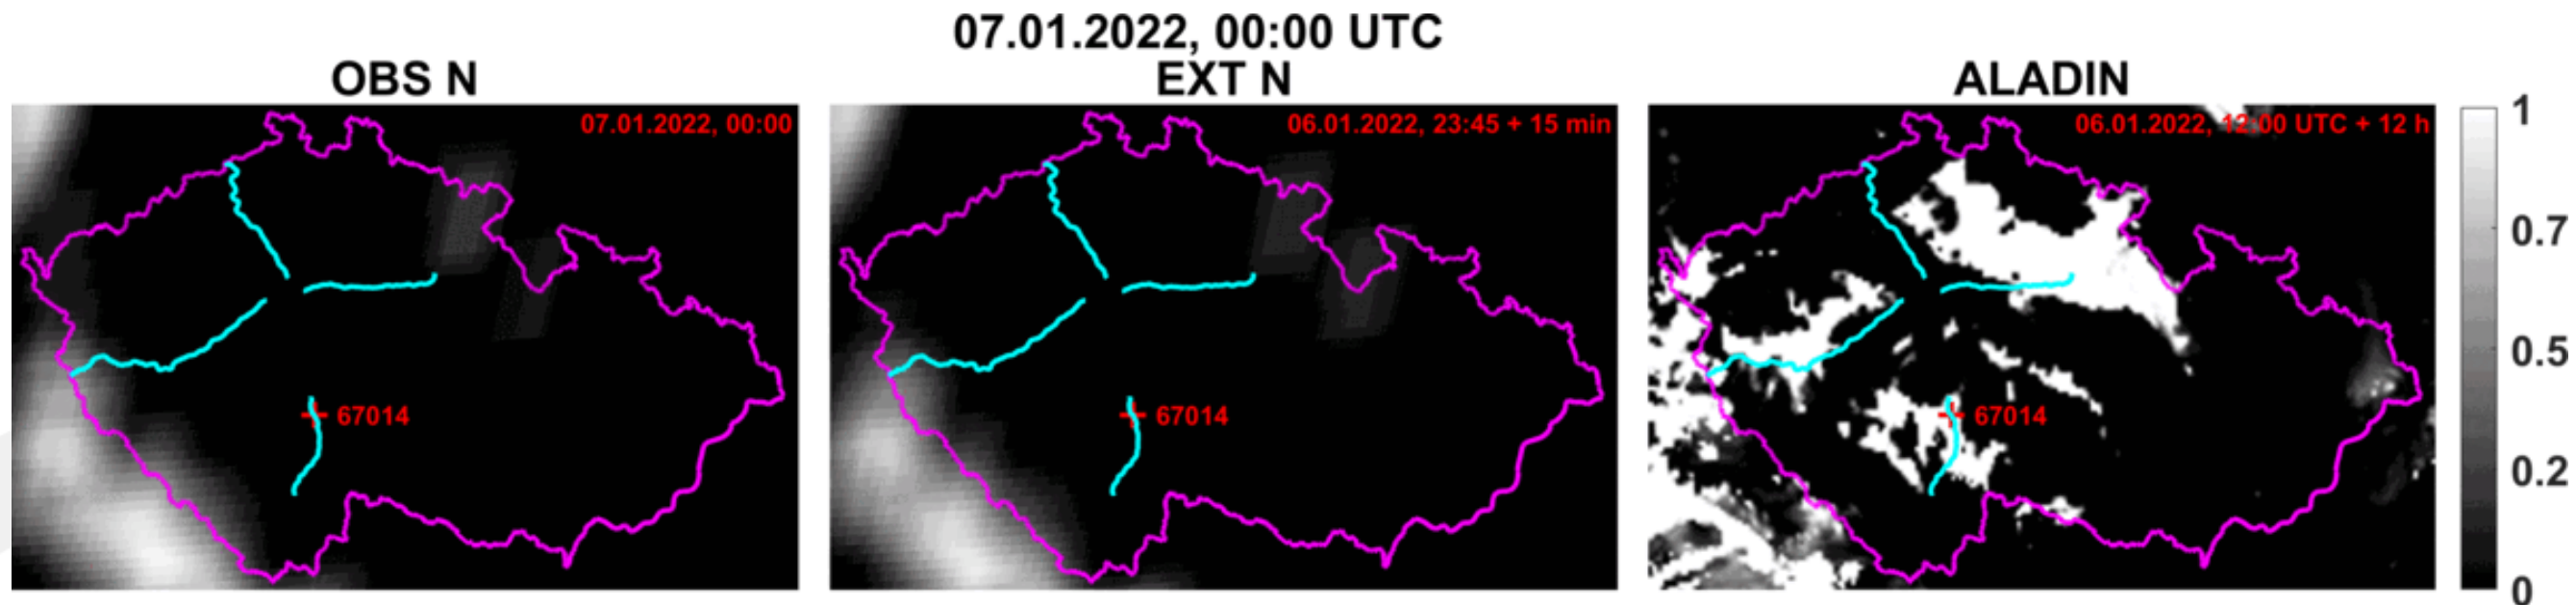 07.01.2022, 00:00 UTC
OBS N
EXT N
ALADIN
07.01.2022, 00:00
06.01.2022, 23:45 + 15 min
06.01.2022, 12:00 UTC + 12 h
67014
67014
67014
1
0.7
0.5
0.2
0